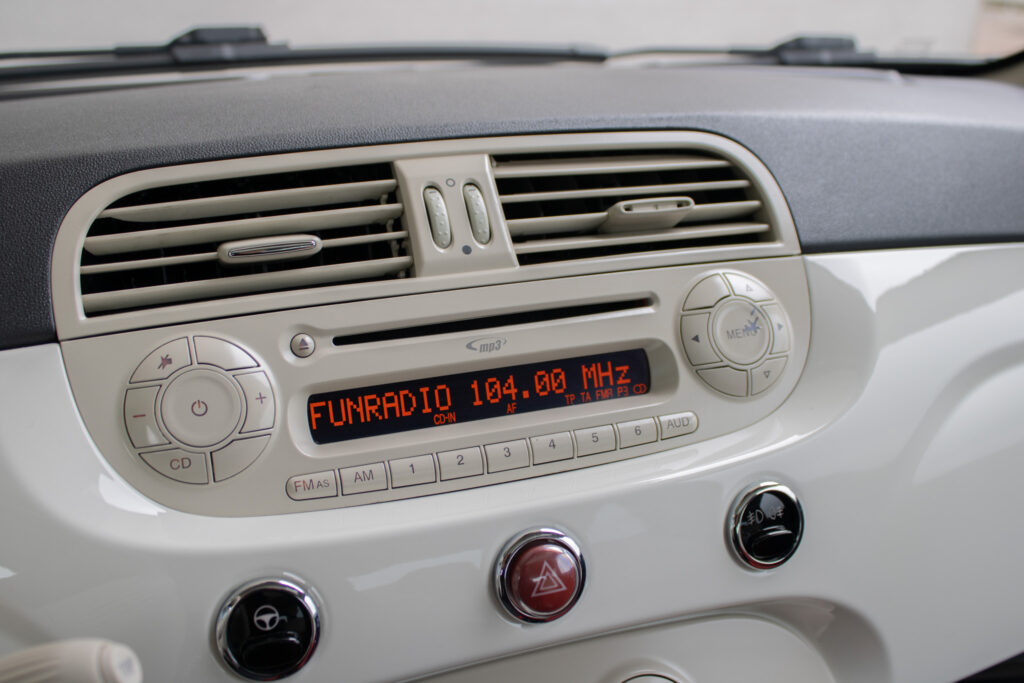 mp3
MENU
FUNRADIO 104.00 MHz
CD-IN AF TP TA FMR P3 CD
- +
CD
FM AS AM 1 2 3 4 5 6 AUD